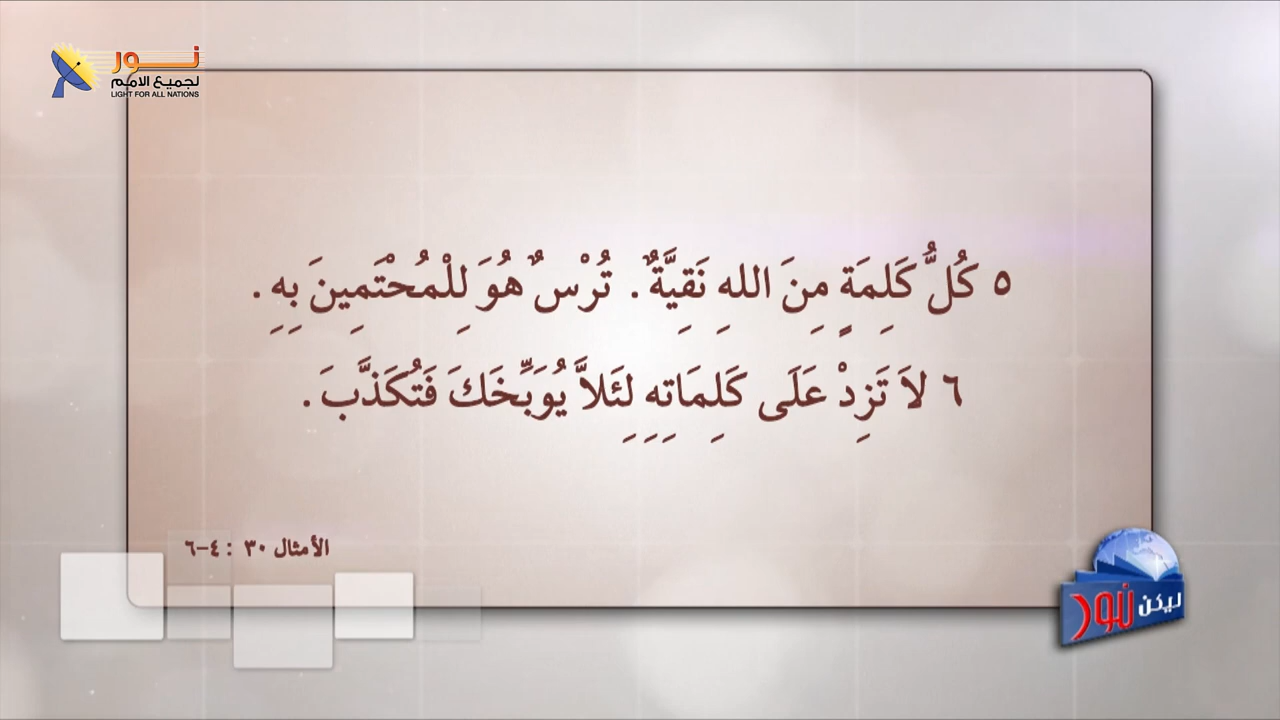 نور
لجميع الامم
LIGHT FOR ALL NATIONS
٥ كُلُّ كَلِمَةٍ مِنَ اللهِ نَقِيَّةٌ . تُرْسٌ هُوَ لِلْمُحْتَمِينَ بِهِ .
٦ لاَ تَزِدْ عَلَى كَلِمَاتِهِ لِئَلاَّ يُوَبِّخَكَ فَتُكَذَّبَ .
الأمثال ٣٠ : ٤-٦
ليكن نور